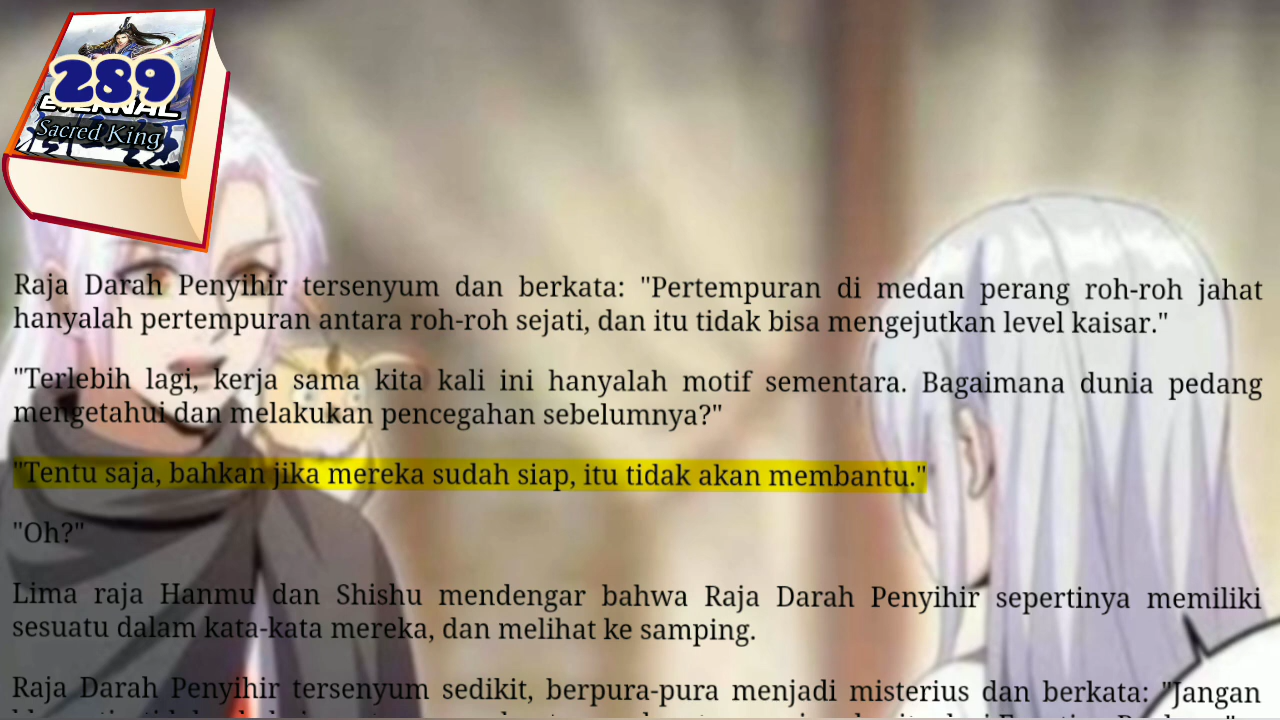 289
ETERNAL
Sacred King
Raja Darah Penyihir tersenyum dan berkata: "Pertempuran di medan perang roh-roh jahat
hanyalah pertempuran antara roh-roh sejati, dan itu tidak bisa mengejutkan level kaisar."
"Terlebih lagi, kerja sama kita kali ini hanyalah motif sementara. Bagaimana dunia pedang
mengetahui dan melakukan pencegahan sebelumnya?"
"Tentu saja, bahkan jika mereka sudah siap, itu tidak akan membantu."
"Oh?"
Lima raja Hanmu dan Shishu mendengar bahwa Raja Darah Penyihir sepertinya memiliki
sesuatu dalam kata-kata mereka, dan melihat ke samping.
Raja Darah Penyihir tersenyum sedikit, berpura-pura menjadi misterius dan berkata: "Jangan